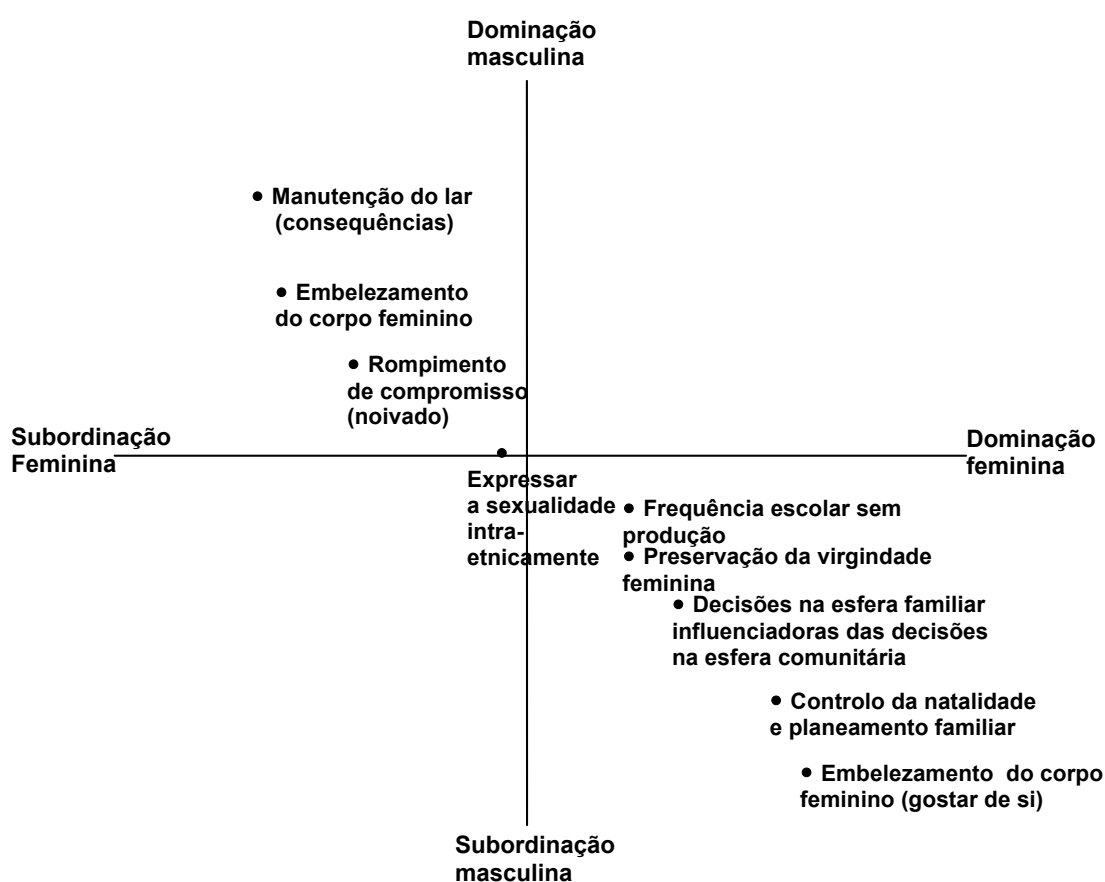 Dominação
masculina
• Manutenção do lar
(consequências)
• Embelezamento
do corpo feminino
• Rompimento
de compromisso
(noivado)
Subordinação
Feminina
Dominação
feminina
Expressar
a sexualidade
intra-
etnicamente
• Frequência escolar sem
produção
• Preservação da virgindade
feminina
• Decisões na esfera familiar
influenciadoras das decisões
na esfera comunitária
• Controlo da natalidade
e planeamento familiar
• Embelezamento do corpo
feminino (gostar de si)
Subordinação
masculina